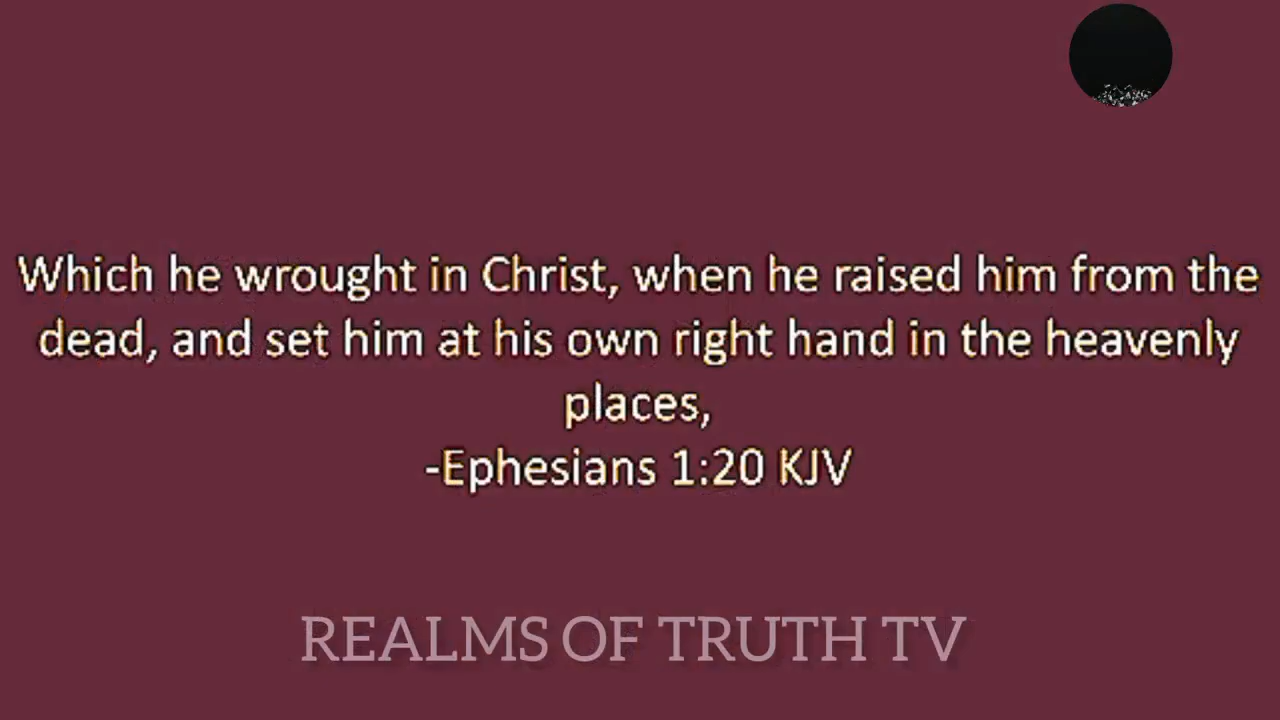 Which he wrought in Christ, when he raised him from the
dead, and set him at his own right hand in the heavenly
places,
-Ephesians 1:20 KJV
REALMS OF TRUTH TV